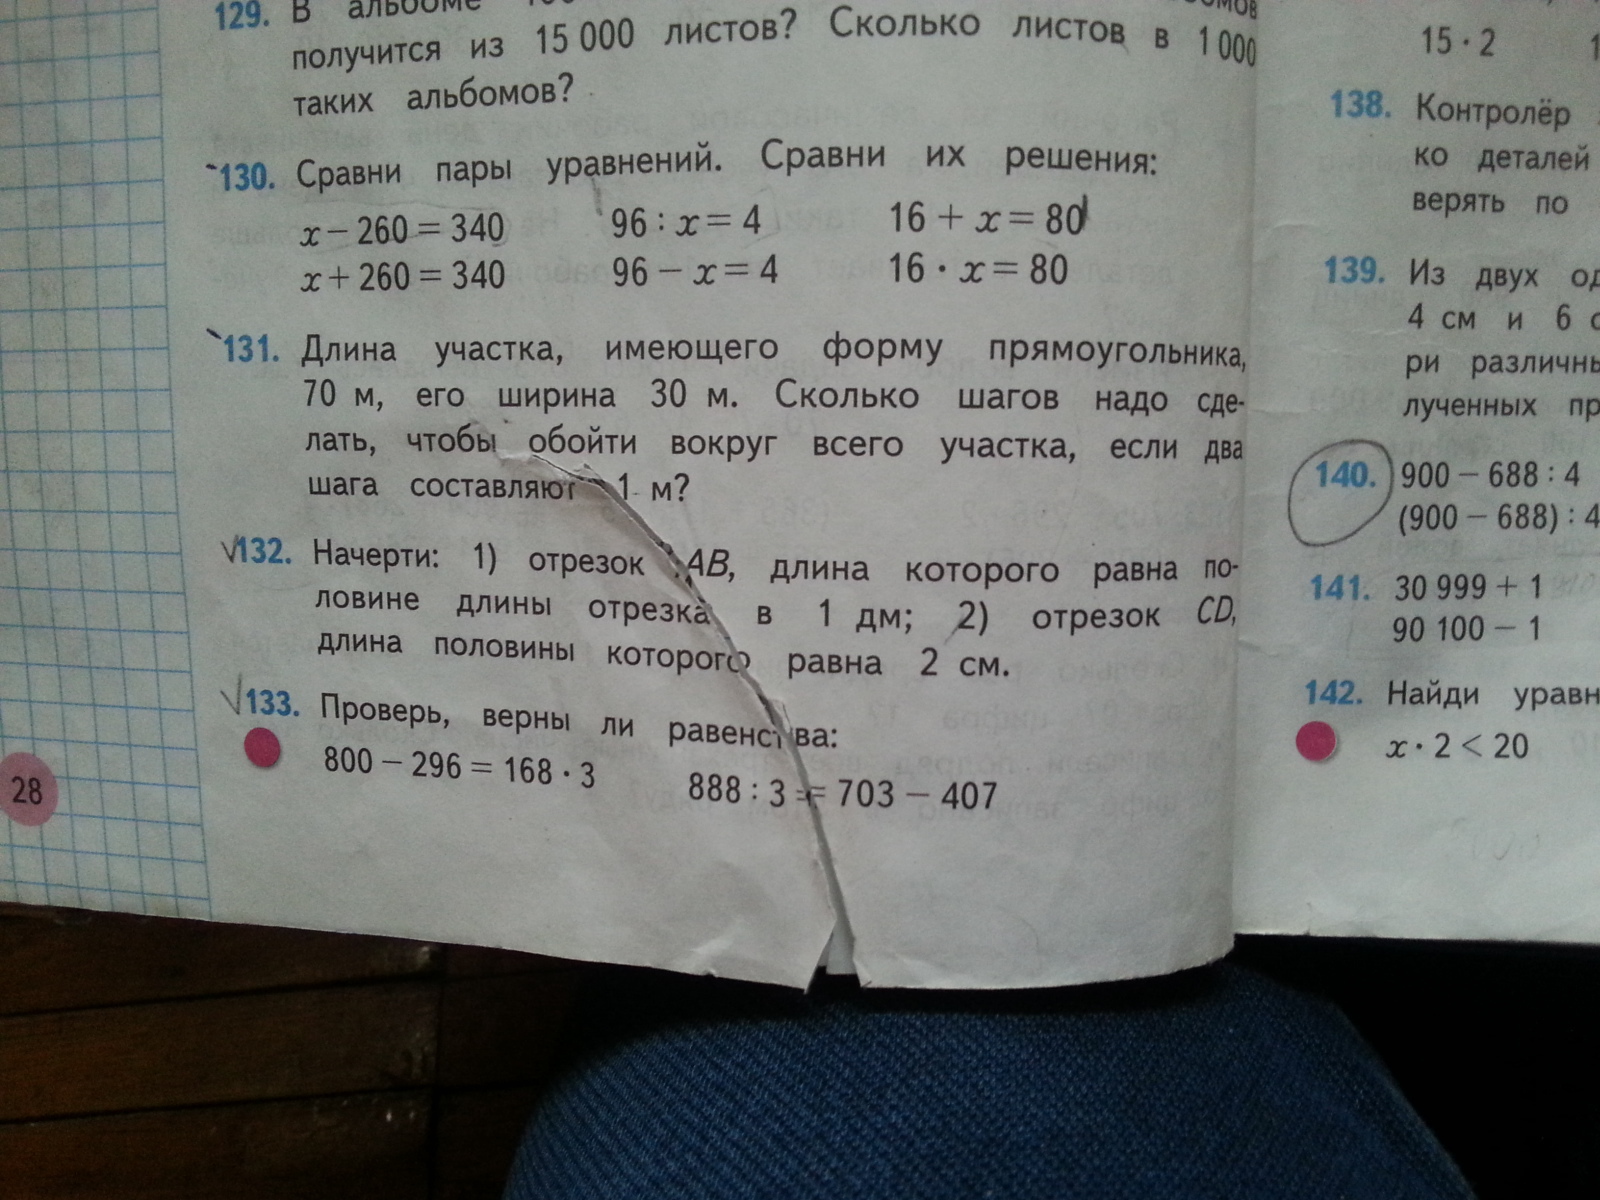 129. В альбоме
получится из 15 000 листов? Сколько листов в 1 000
таких альбомов?
130. Сравни пары уравнений. Сравни их решения:
x − 260 = 340 96 : x = 4 16 + x = 80
x + 260 = 340 96 − x = 4 16 · x = 80
131. Длина участка, имеющего форму прямоугольника,
70 м, его ширина 30 м. Сколько шагов надо сде-
лать, чтобы обойти вокруг всего участка, если два
шага составляют 1 м?
132. Начерти: 1) отрезок AB, длина которого равна по-
ловине длины отрезка в 1 дм; 2) отрезок CD,
длина половины которого равна 2 см.
133. Проверь, верны ли равенства:
800 − 296 = 168 · 3 888 : 3 = 703 − 407
28
15 · 2
138. Контролёр
ко деталей
верять по
139. Из двух од
4 см и 6 с
ри различны
лученных пр
140. 900 − 688 : 4
(900 − 688) : 4
141. 30 999 + 1
90 100 − 1
142. Найди уравн
x · 2 < 20